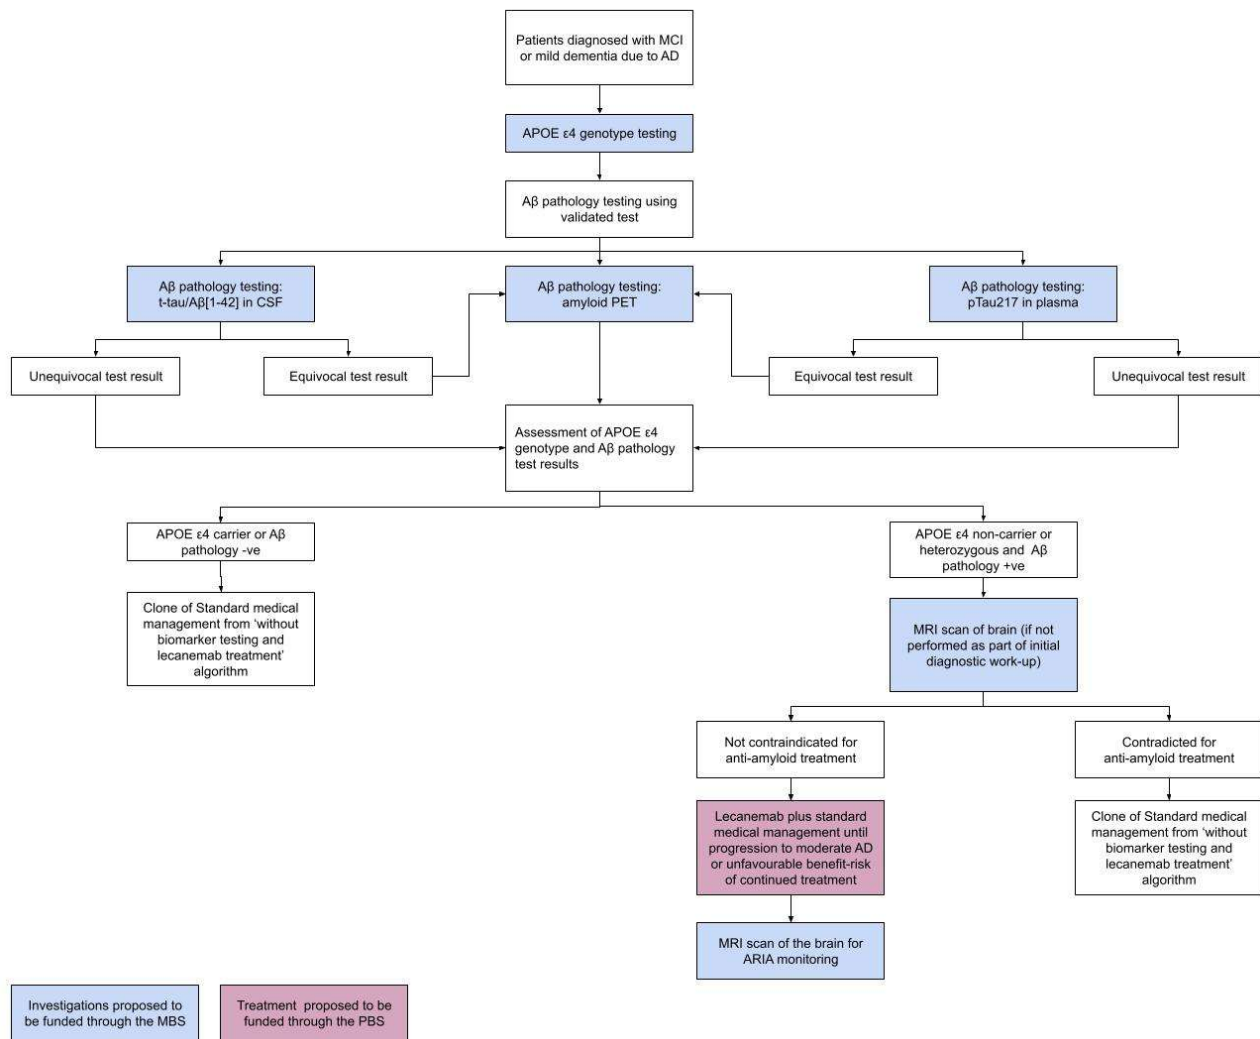 Patients diagnosed with MCI
or mild dementia due to AD
APOE ε4 genotype testing
Aβ pathology testing using
validated test
Aβ pathology testing:
t-tau/Aβ[1-42] in CSF
Aβ pathology testing:
amyloid PET
Aβ pathology testing:
pTau217 in plasma
Unequivocal test result
Equivocal test result
Equivocal test result
Unequivocal test result
Assessment of APOE ε4
genotype and Aβ pathology
test results
APOE ε4 carrier or Aβ
pathology -ve
APOE ε4 non-carrier or
heterozygous and Aβ
pathology +ve
Clone of Standard medical
management from ‘without
biomarker testing and
lecanemab treatment’
algorithm
MRI scan of brain (if not
performed as part of initial
diagnostic work-up)
Not contraindicated for
anti-amyloid treatment
Contradicted for
anti-amyloid treatment
Lecanemab plus standard
medical management until
progression to moderate AD
or unfavourable benefit-risk
of continued treatment
Clone of Standard medical
management from ‘without
biomarker testing and
lecanemab treatment’
algorithm
MRI scan of the brain for
ARIA monitoring
Investigations proposed to
be funded through the MBS
Treatment proposed to be
funded through the PBS